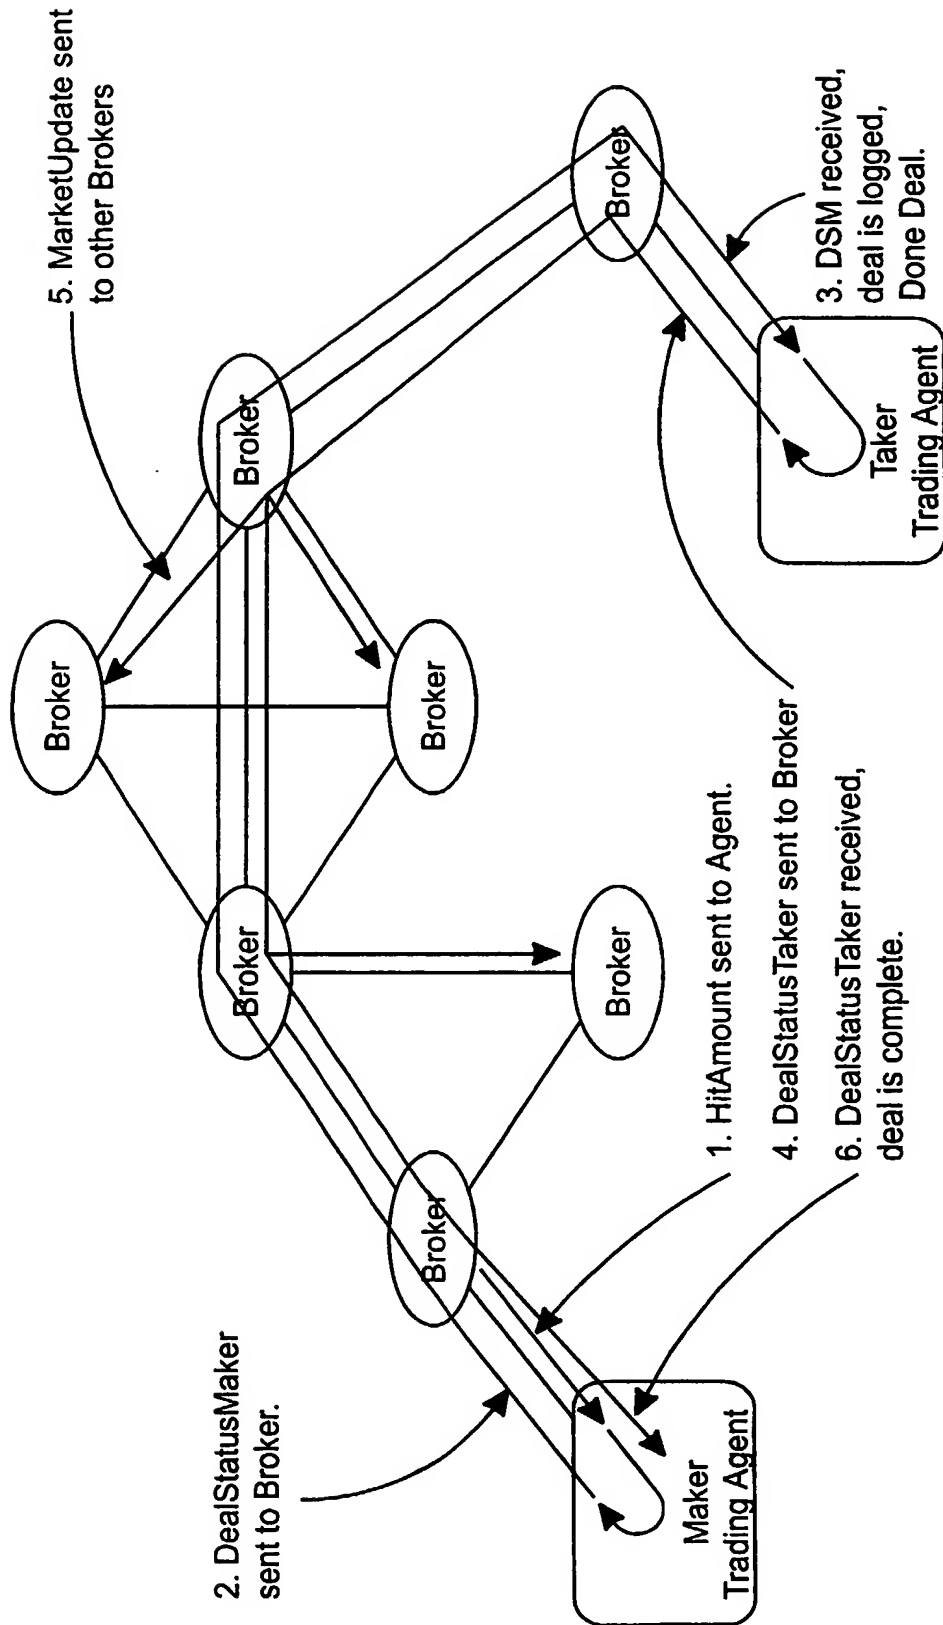 5. MarketUpdate sent
to other Brokers
2. DealStatusMaker
sent to Broker.
Broker
Broker
Broker
Broker
Broker
Broker
Broker
Maker
Trading Agent
1. HitAmount sent to Agent.
4. DealStatusTaker sent to Broker
6. DealStatusTaker received,
deal is complete.
3. DSM received,
deal is logged,
Done Deal.
Taker
Trading Agent